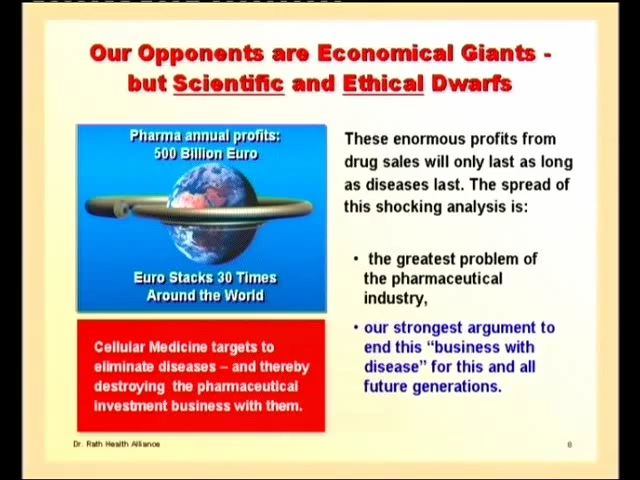 Our Opponents are Economical Giants -
but Scientific and Ethical Dwarfs
Pharma annual profits:
500 Billion Euro
Euro Stacks 30 Times
Around the World
Cellular Medicine targets to
eliminate diseases – and thereby
destroying the pharmaceutical
investment business with them.
These enormous profits from
drug sales will only last as long
as diseases last. The spread of
this shocking analysis is:
• the greatest problem of
the pharmaceutical
industry,
• our strongest argument to
end this “business with
disease” for this and all
future generations.
Dr. Rath Health Alliance